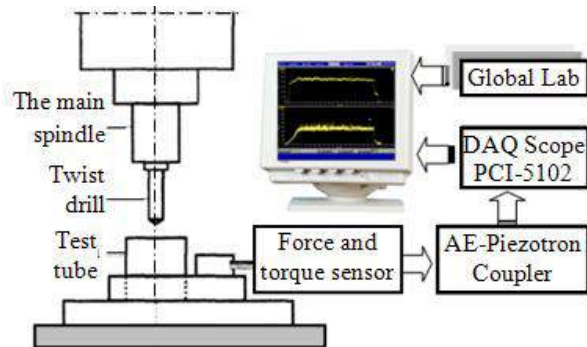 The main
spindle
Twist
drill
Test
tube
Force and
torque sensor
AE-Piezotron
Coupler
DAQ Scope
PCI-5102
Global Lab